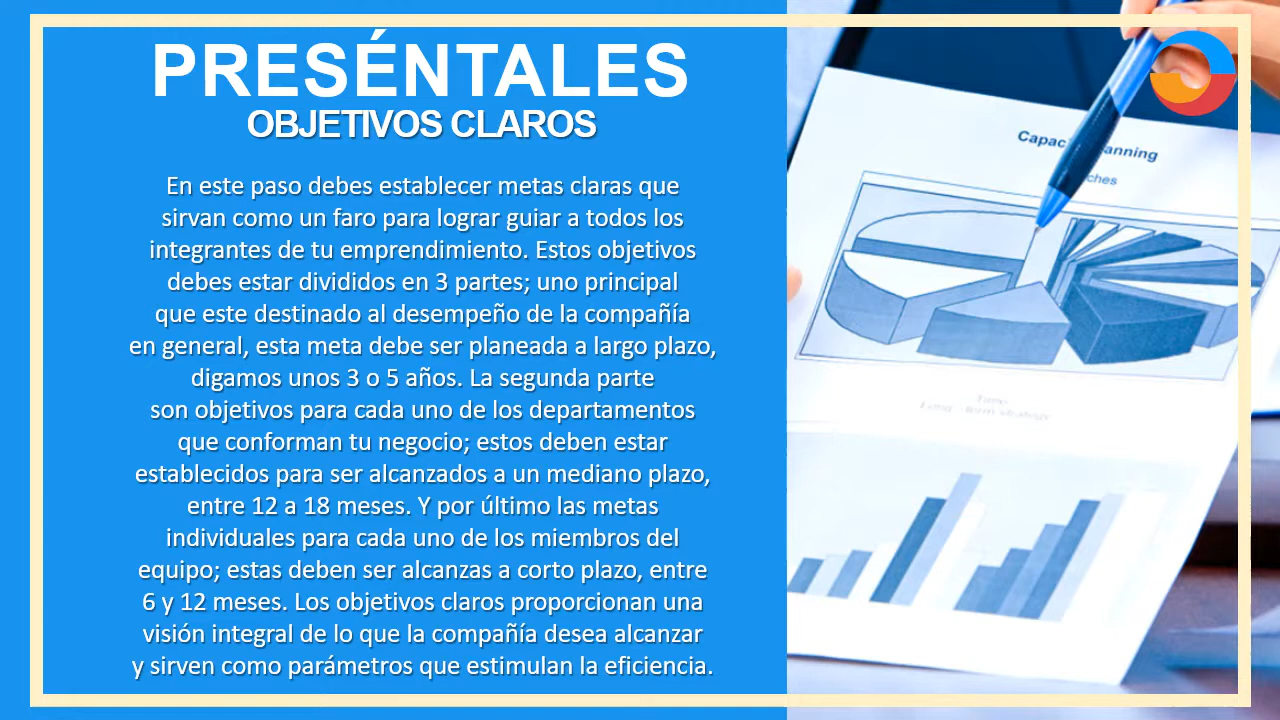 PRESÉNTALES
OBJETIVOS CLAROS
En este paso debes establecer metas claras que
sirvan como un faro para lograr guiar a todos los
integrantes de tu emprendimiento. Estos objetivos
debes estar divididos en 3 partes; uno principal
que este destinado al desempeño de la compañía
en general, esta meta debe ser planeada a largo plazo,
digamos unos 3 o 5 años. La segunda parte
son objetivos para cada uno de los departamentos
que conforman tu negocio; estos deben estar
establecidos para ser alcanzados a un mediano plazo,
entre 12 a 18 meses. Y por último las metas
individuales para cada uno de los miembros del
equipo; estas deben ser alcanzas a corto plazo, entre
6 y 12 meses. Los objetivos claros proporcionan una
visión integral de lo que la compañía desea alcanzar
y sirven como parámetros que estimulan la eficiencia.